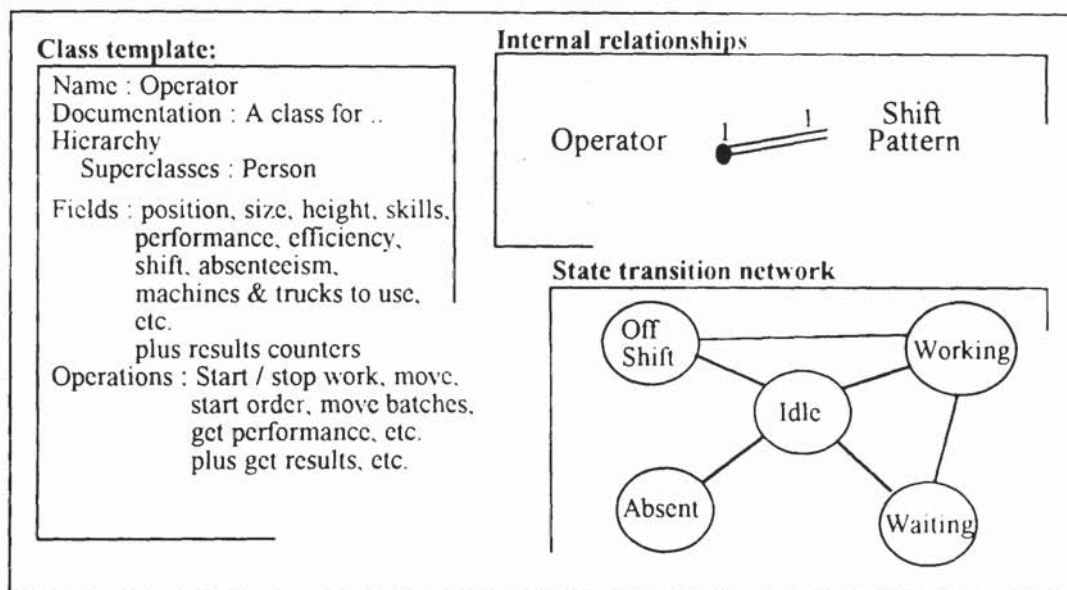 Class template:
Name : Operator
Documentation : A class for ..
Hierarchy
Superclasses : Person
Fields : position, size, height, skills,
performance, efficiency,
shift, absenteeism,
machines & trucks to use,
etc.
plus results counters
Operations : Start / stop work, move,
start order, move batches,
get performance, etc.
plus get results, etc.
Internal relationships
Operator
1
1
Shift
Pattern
State transition network
Off
Shift
Working
Idle
Absent
Waiting